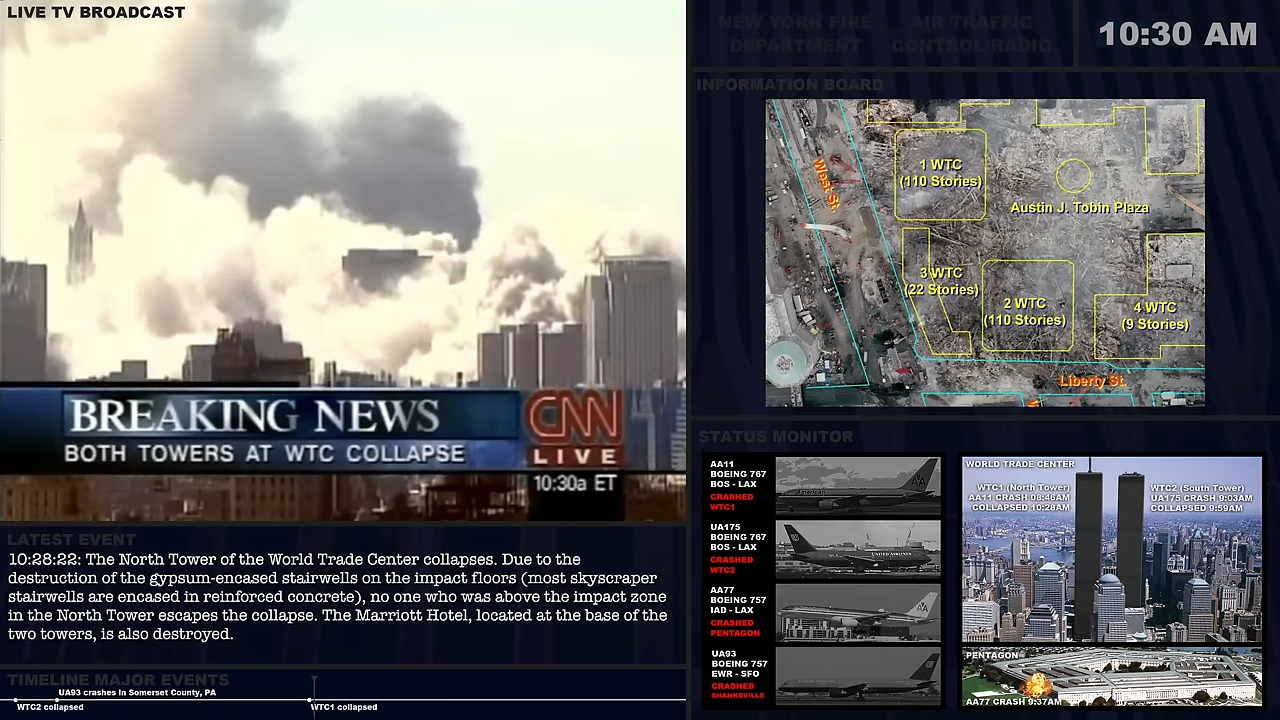 LIVE TV BROADCAST
BREAKING NEWS
BOTH TOWERS AT WTC COLLAPSE
CNN
LIVE
10:30a ET
TEST EVENT
10:28:22: The North Tower of the World Trade Center collapses. Due to the
uction of the gypsum-encased stairwells on the impact floors (most skyscraper
stairwells are encased in reinforced concrete), no one who was above the impact zone
in the North Tower escapes the collapse. The Marriott Hotel, located at the base of the
two towers, is also destroyed.
JOR EVENTS
UA93 crashes in Somerset County, PA
collapsed
WTC1 collapsed
NEW YORK FIRE
DEPARTMENT
AIR TRAFFIC
CONTROL RADIO
10:30 AM
INFORMATION BOARD
West St.
1 WTC
(110 Stories)
Austin J. Tobin Plaza
3 WTC
(22 Stories)
2 WTC
(110 Stories)
4 WTC
(9 Stories)
Liberty St.
STATUS MONITOR
AA11
BOEING 767
BOS - LAX
CRASHED
WTC1
UA175
BOEING 767
BOS - LAX
CRASHED
WTC2
UNITED AIRLINES
AA77
BOEING 757
IAD - LAX
CRASHED
PENTAGON
UA93
BOEING 757
EWR - SFO
CRASHED
SHANKSVILLE
WORLD TRADE CENTER
WTC1 (North Tower)
AA11 CRASH 08:46AM
COLLAPSED 10:28AM
WTC2 (South Tower)
UA175 CRASH 9:03AM
COLLAPSED 9:59AM
PENTAGON
AA77 CRASH 9:37AM